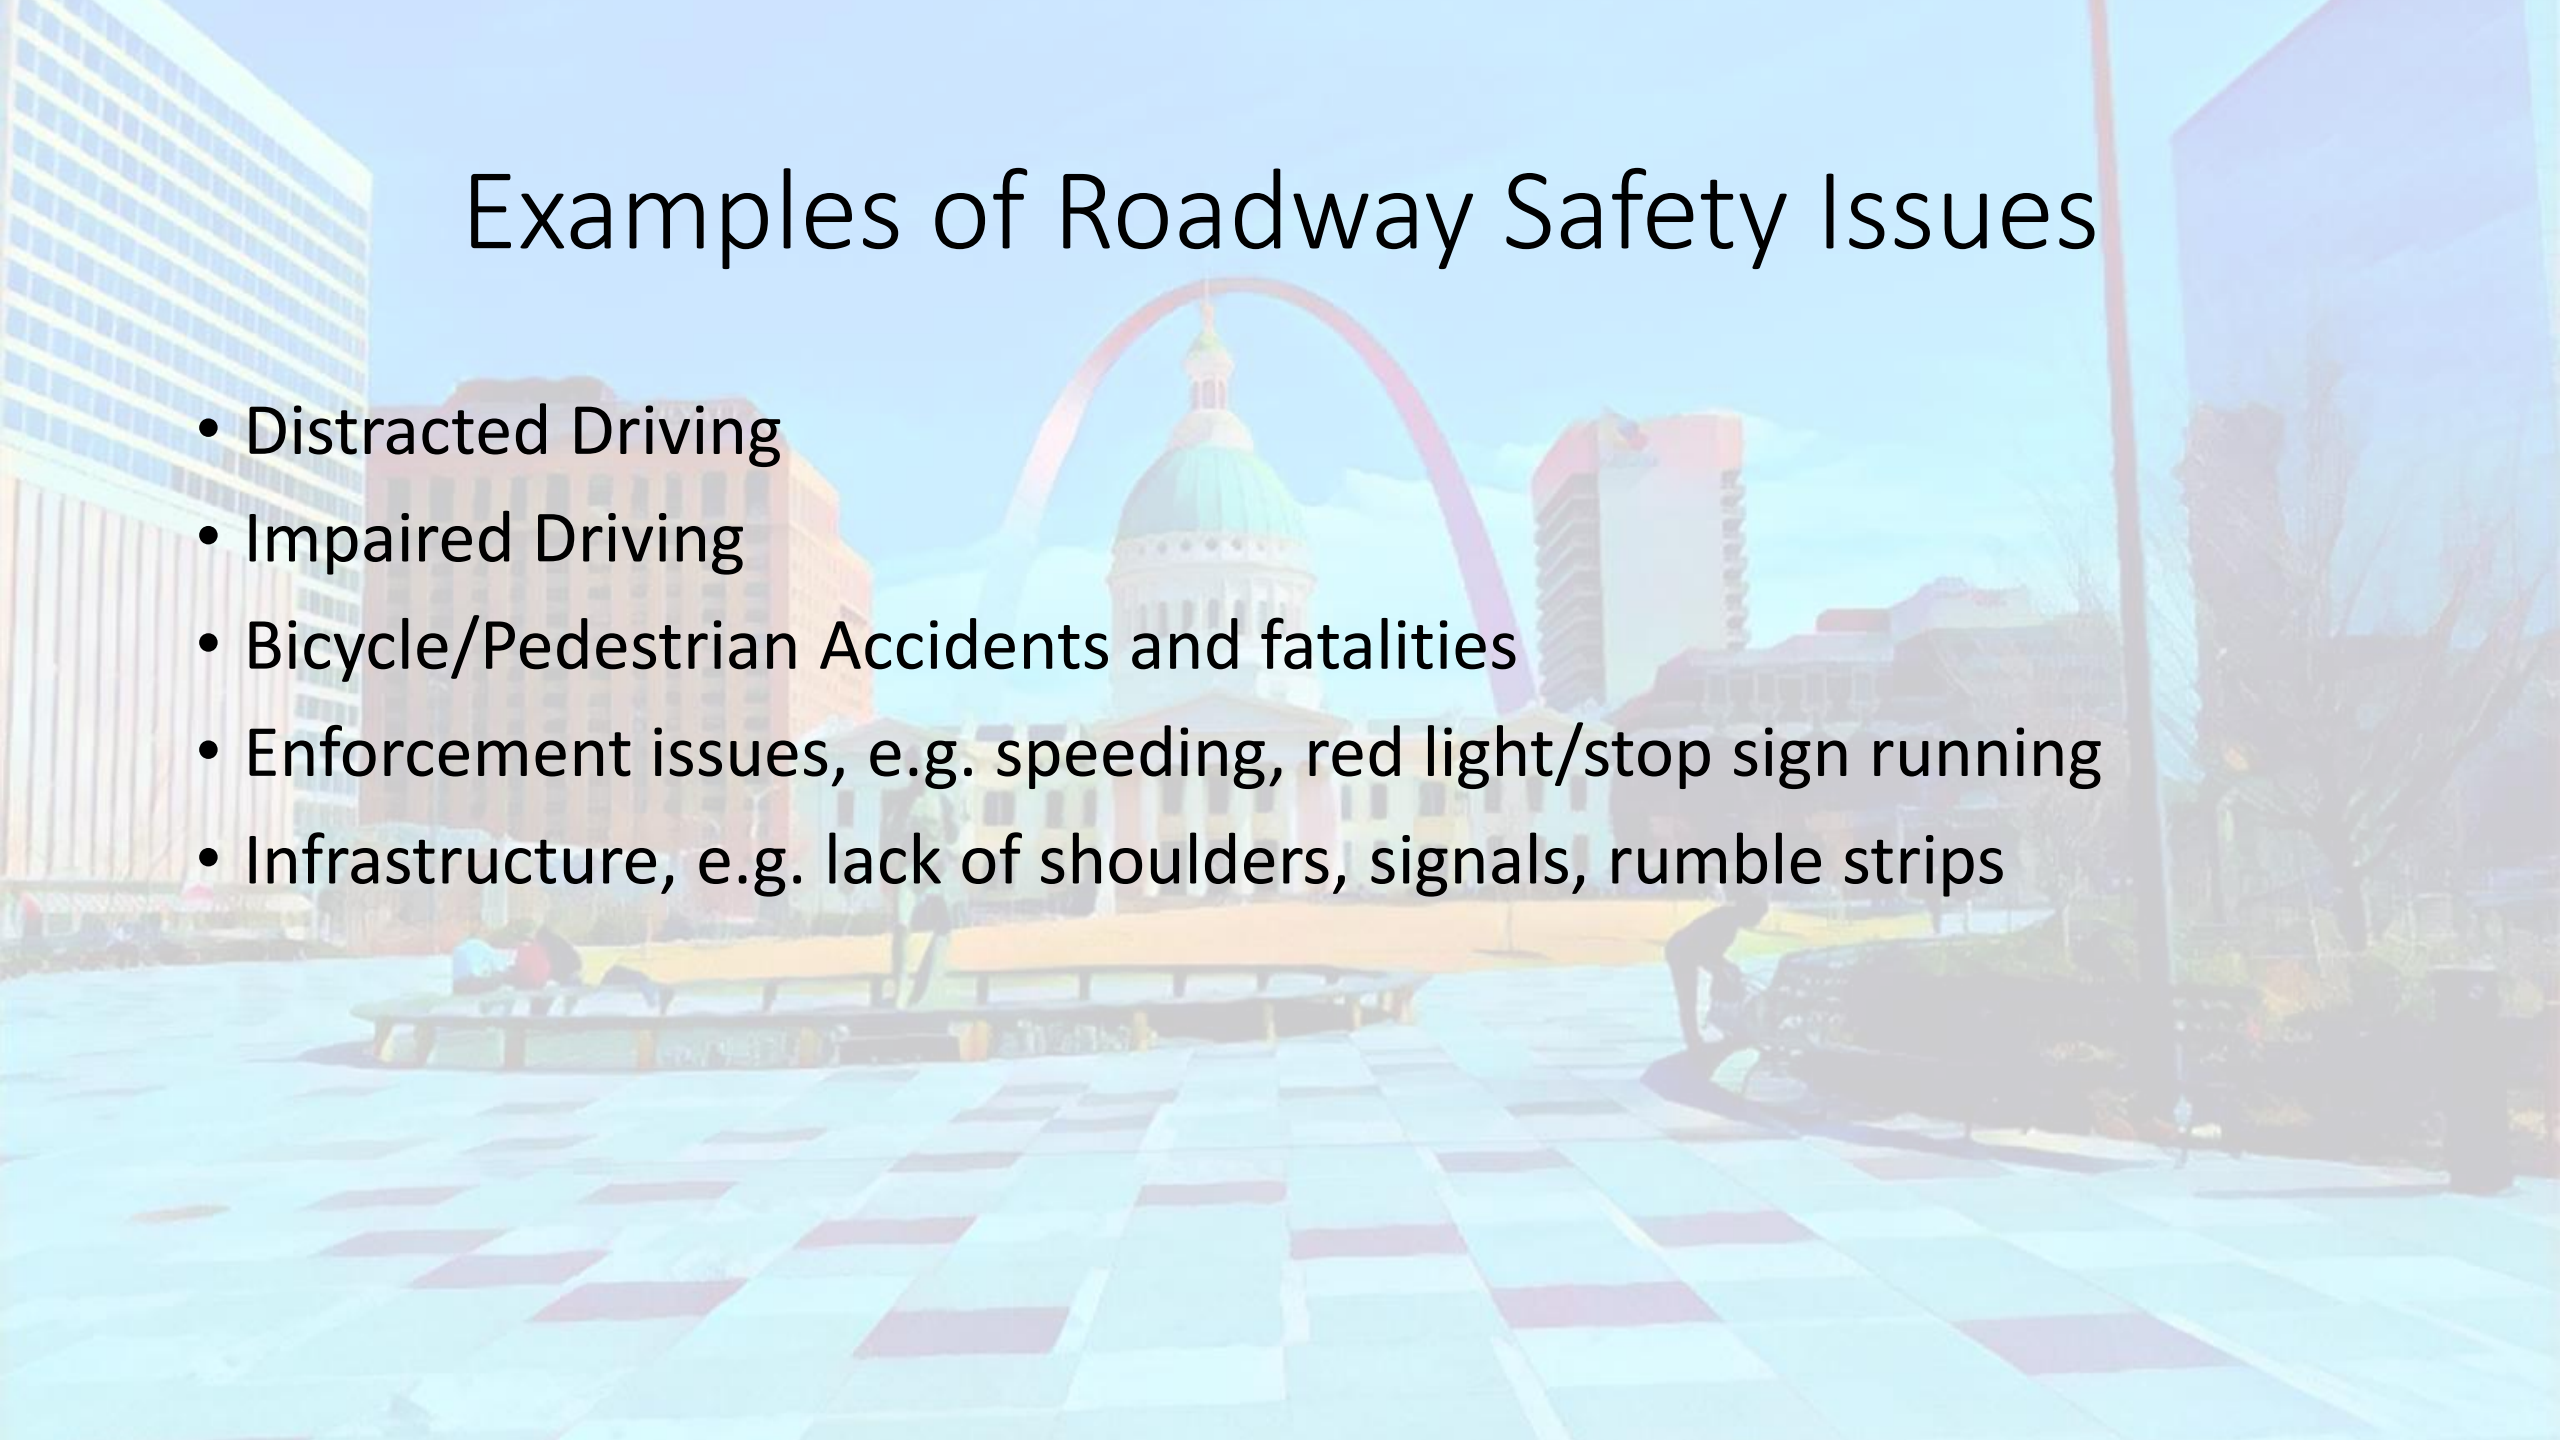 Examples of Roadway Safety Issues
• Distracted Driving
• Impaired Driving
• Bicycle/Pedestrian Accidents and fatalities
• Enforcement issues, e.g. speeding, red light/stop sign running
• Infrastructure, e.g. lack of shoulders, signals, rumble strips